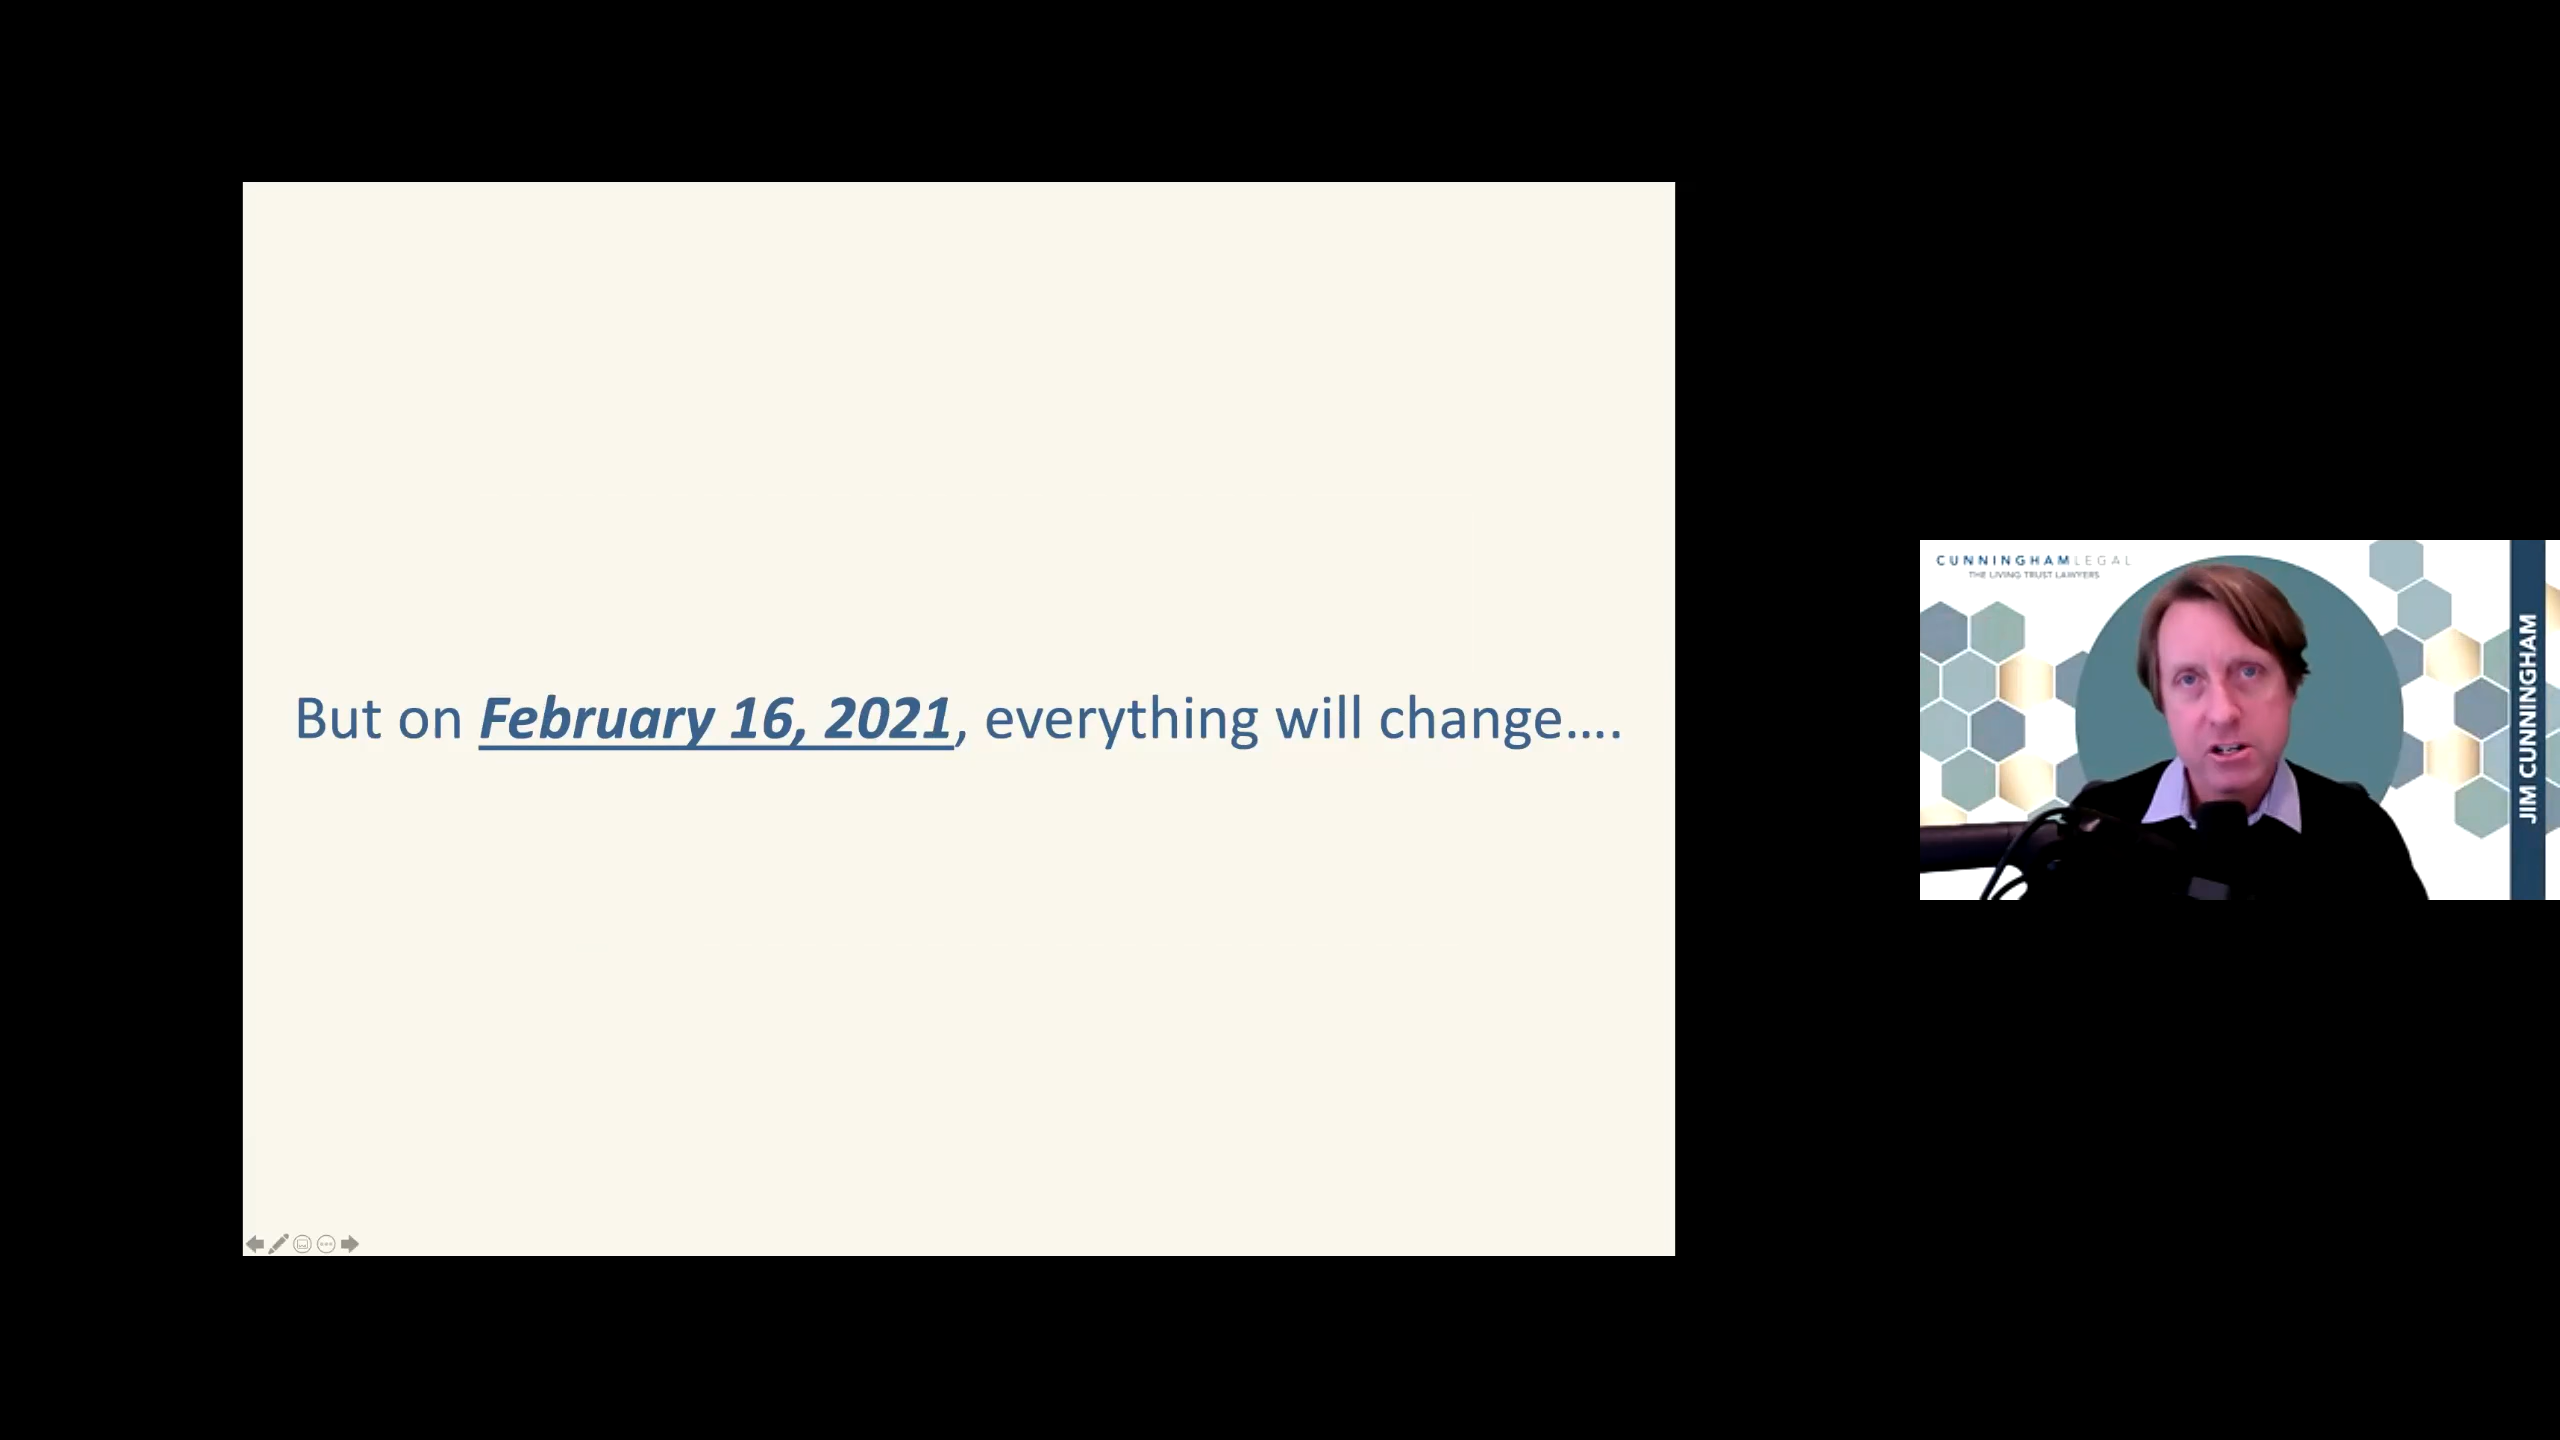 But on February 16, 2021, everything will change....
CUNNINGHAMLEGAL
THE LIVING TRUST LAWYERS
JIM CUNNINGHAM